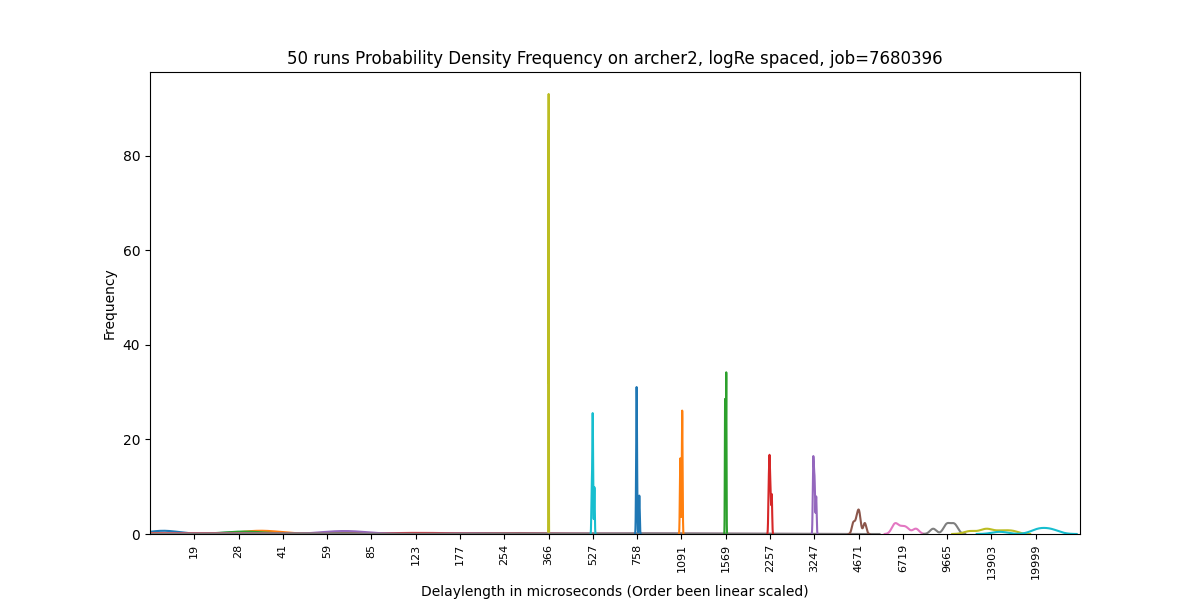 50 runs Probability Density Frequency on archer2, logRe spaced, job=7680396
Frequency
80
60
40
20
0
19 28 41 59 85 123 177 254 366 527 758 1091 1569 2257 3247 4671 6719 9665 13903 19999
Delaylength in microseconds (Order been linear scaled)